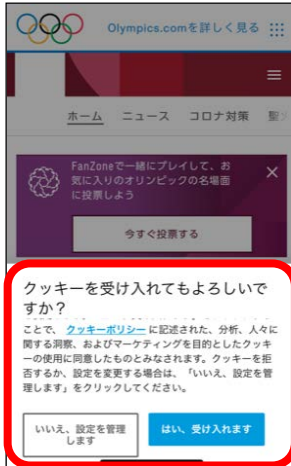 Olympics.comを詳しく見る
ホーム ニュース コロナ対策 聖
FanZoneで一緒にプレイして、お
気に入りのオリンピックの名場面
に投票しよう
今すぐ投票する
クッキーを受け入れてもよろしいで
すか?
ことで、クッキーポリシー に記述された、分析、人々に
関する洞察、およびマーケティングを目的としたクッキ
ーの使用に同意したものとみなされます。クッキーを拒
否するか、設定を変更する場合は、「いいえ、設定を管
理します」をクリックしてください。
いいえ、設定を管理
します
はい、受け入れます